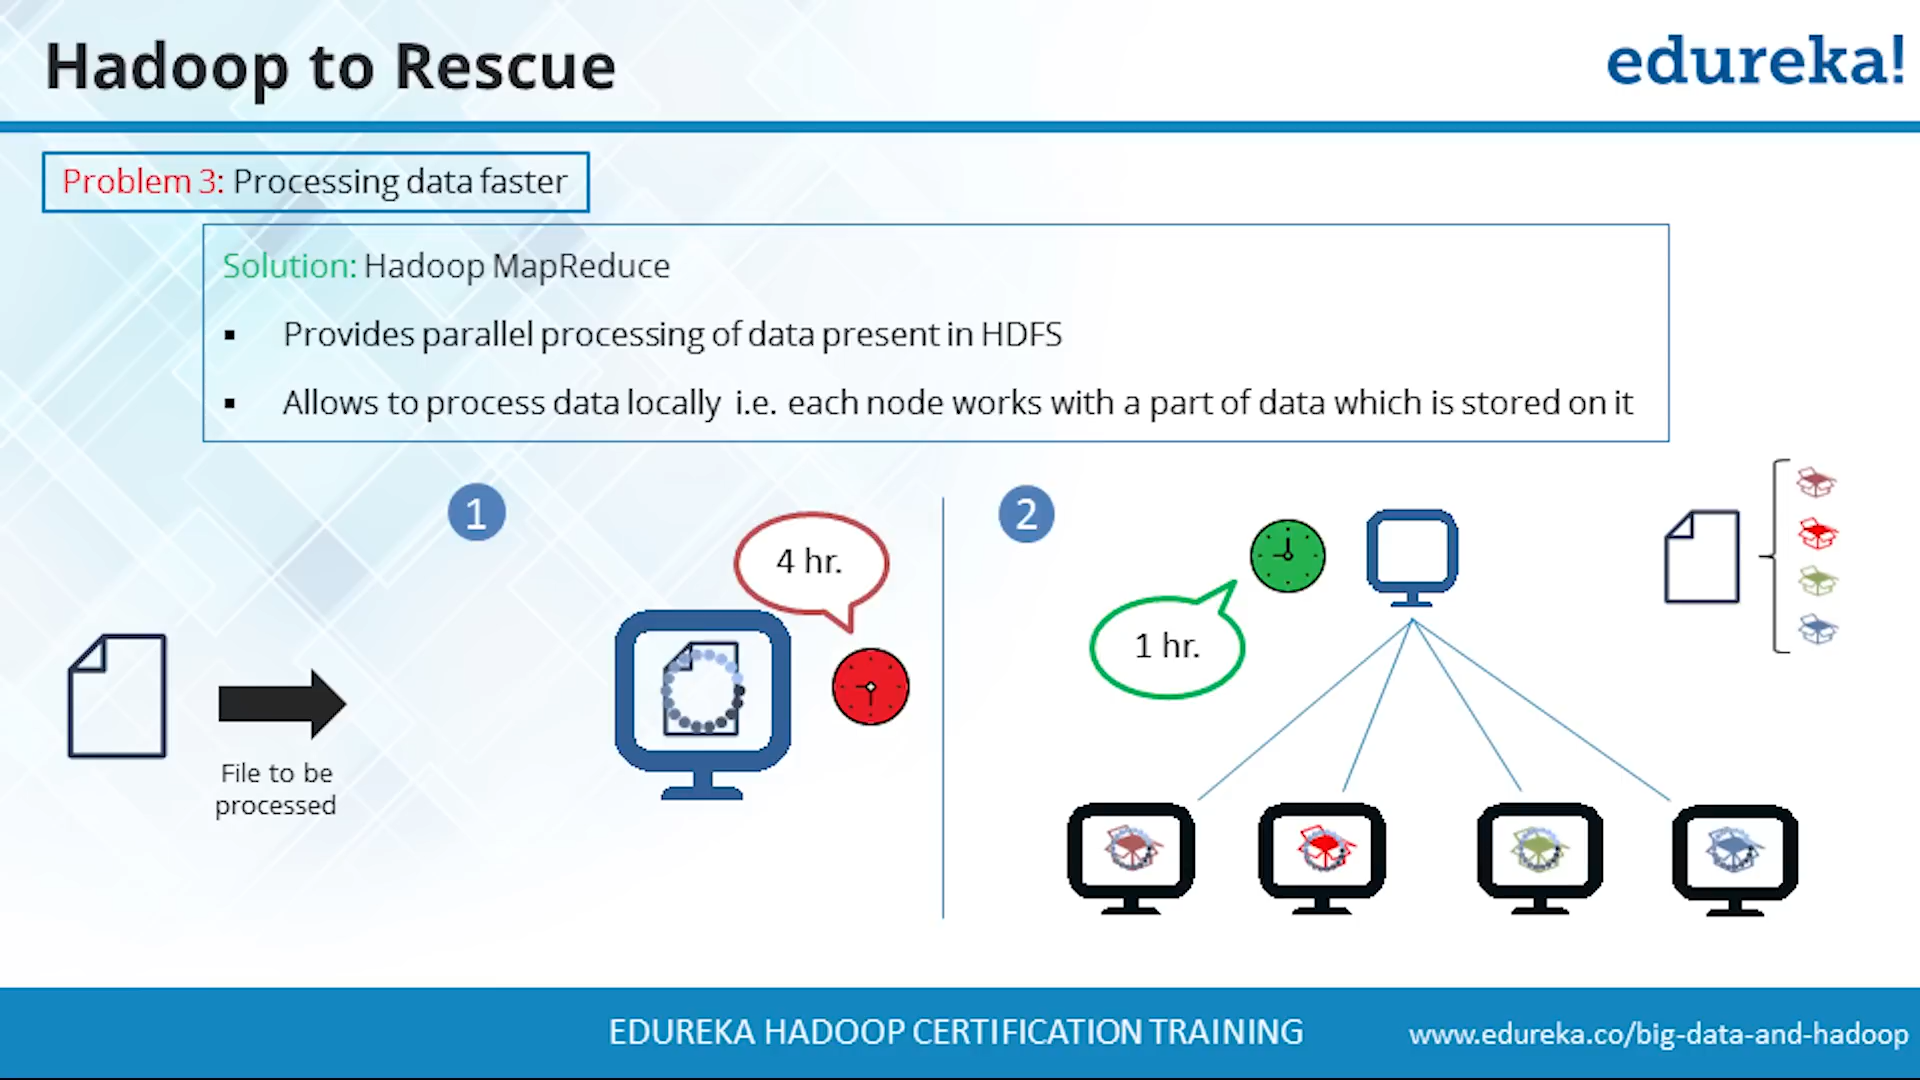 Hadoop to Rescue
edureka!
Problem 3: Processing data faster
Solution: Hadoop MapReduce
▪ Provides parallel processing of data present in HDFS
▪ Allows to process data locally i.e. each node works with a part of data which is stored on it
1
4 hr.
File to be
processed
2
1 hr.
EDUREKA HADOOP CERTIFICATION TRAINING
www.edureka.co/big-data-and-hadoop